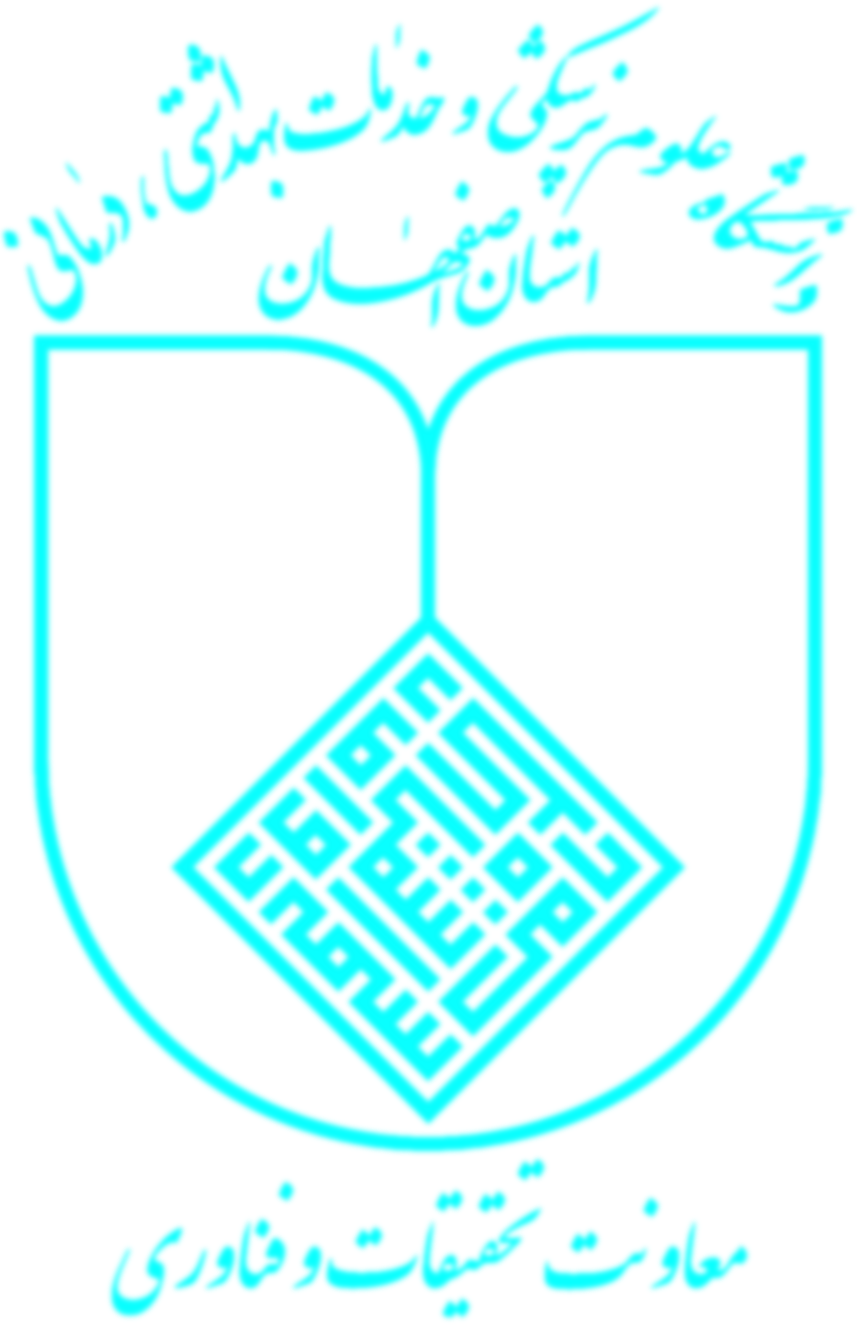 دانشگاه علوم پزشکی و خدمات بهداشتی، درمانی
استان اصفهان
معاونت تحقیقات و فناوری